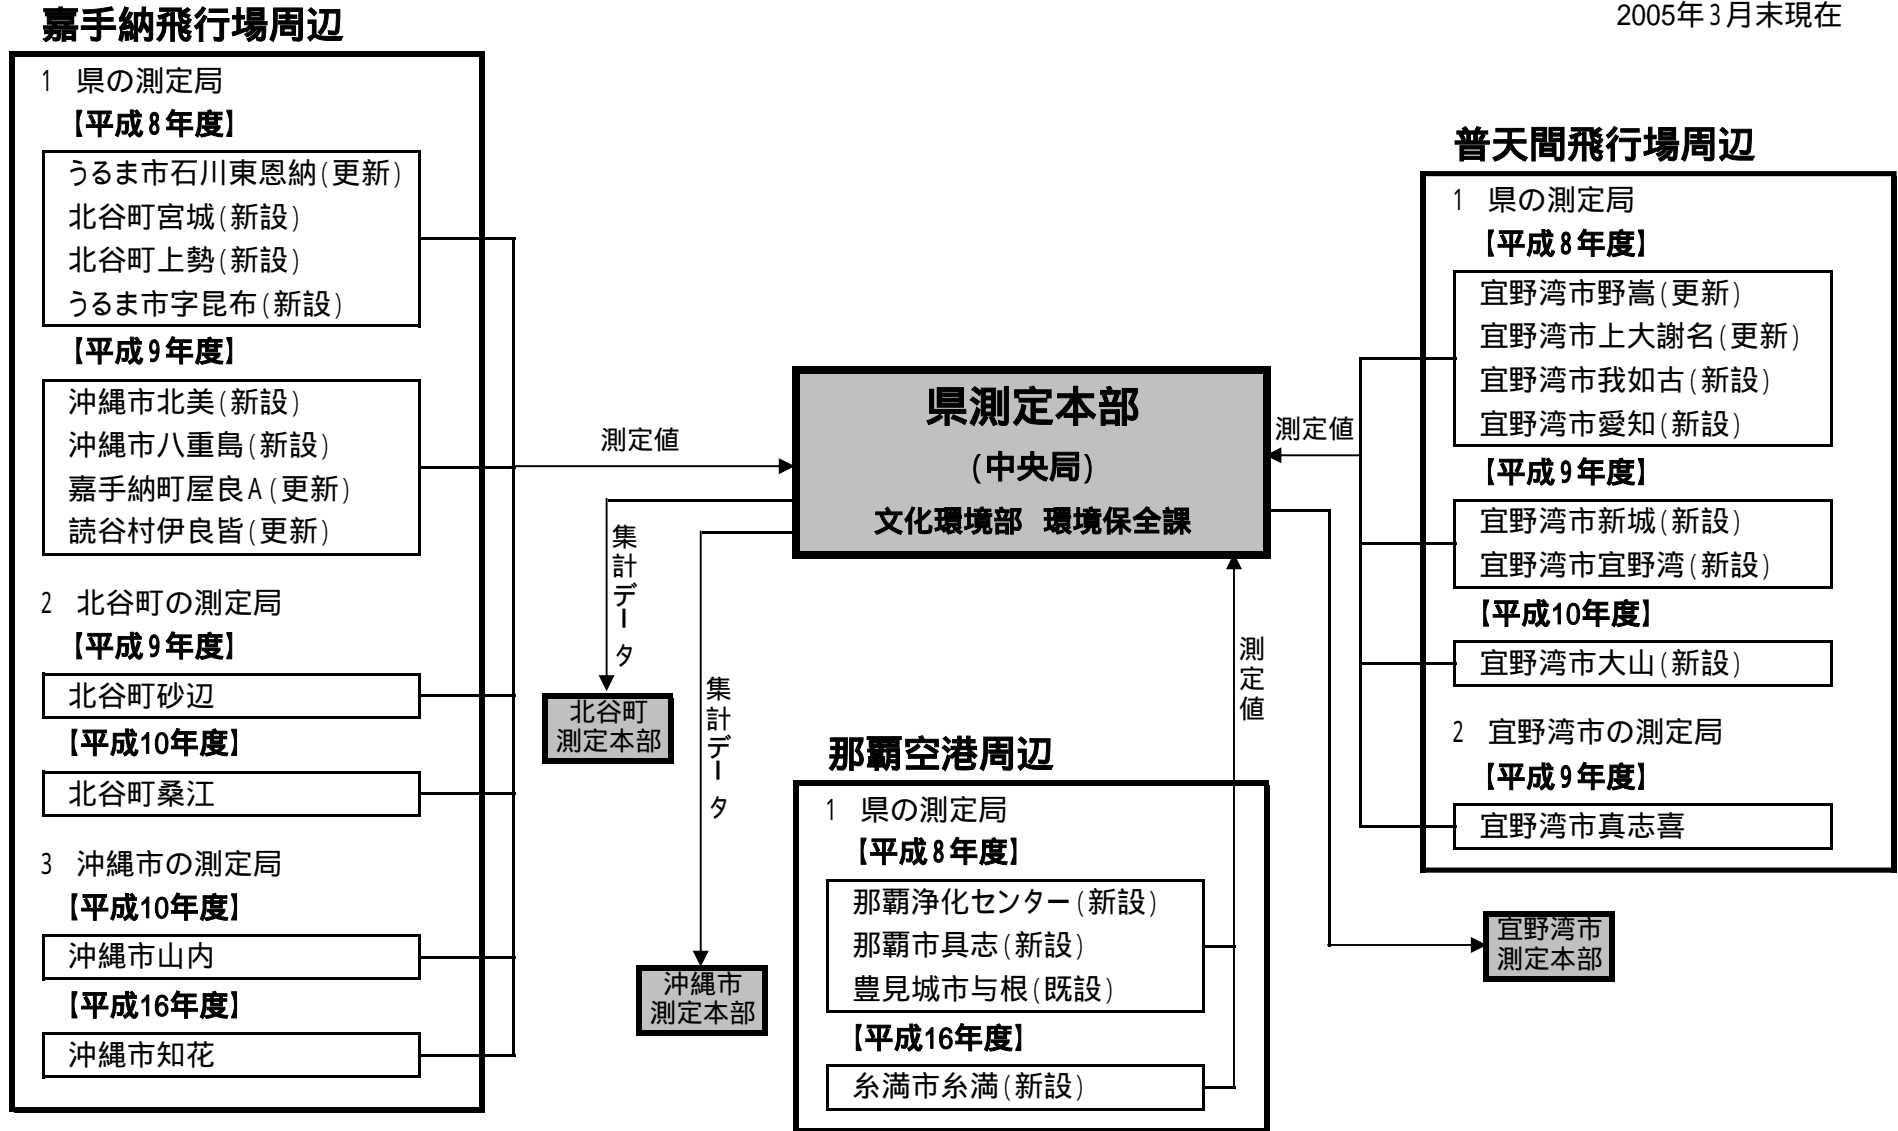 2005年3月末現在
嘉手納飛行場周辺
1 県の測定局
【平成8年度】
うるま市石川東恩納(更新)
北谷町宮城(新設)
北谷町上勢(新設)
うるま市字昆布(新設)
【平成9年度】
沖縄市北美(新設)
沖縄市八重島(新設)
嘉手納町屋良A(更新)
読谷村伊良皆(更新)
2 北谷町の測定局
【平成9年度】
北谷町砂辺
【平成10年度】
北谷町桑江
3 沖縄市の測定局
【平成10年度】
沖縄市山内
【平成16年度】
沖縄市知花
測定値
集計データ
北谷町
測定本部
集計データ
沖縄市
測定本部
県測定本部
(中央局)
文化環境部 環境保全課
測定値
那覇空港周辺
1 県の測定局
【平成8年度】
那覇浄化センター(新設)
那覇市具志(新設)
豊見城市与根(既設)
【平成16年度】
糸満市糸満(新設)
測定値
普天間飛行場周辺
1 県の測定局
【平成8年度】
宜野湾市野嵩(更新)
宜野湾市上大謝名(更新)
宜野湾市我如古(新設)
宜野湾市愛知(新設)
【平成9年度】
宜野湾市新城(新設)
宜野湾市宜野湾(新設)
【平成10年度】
宜野湾市大山(新設)
2 宜野湾市の測定局
【平成9年度】
宜野湾市真志喜
宜野湾市
測定本部